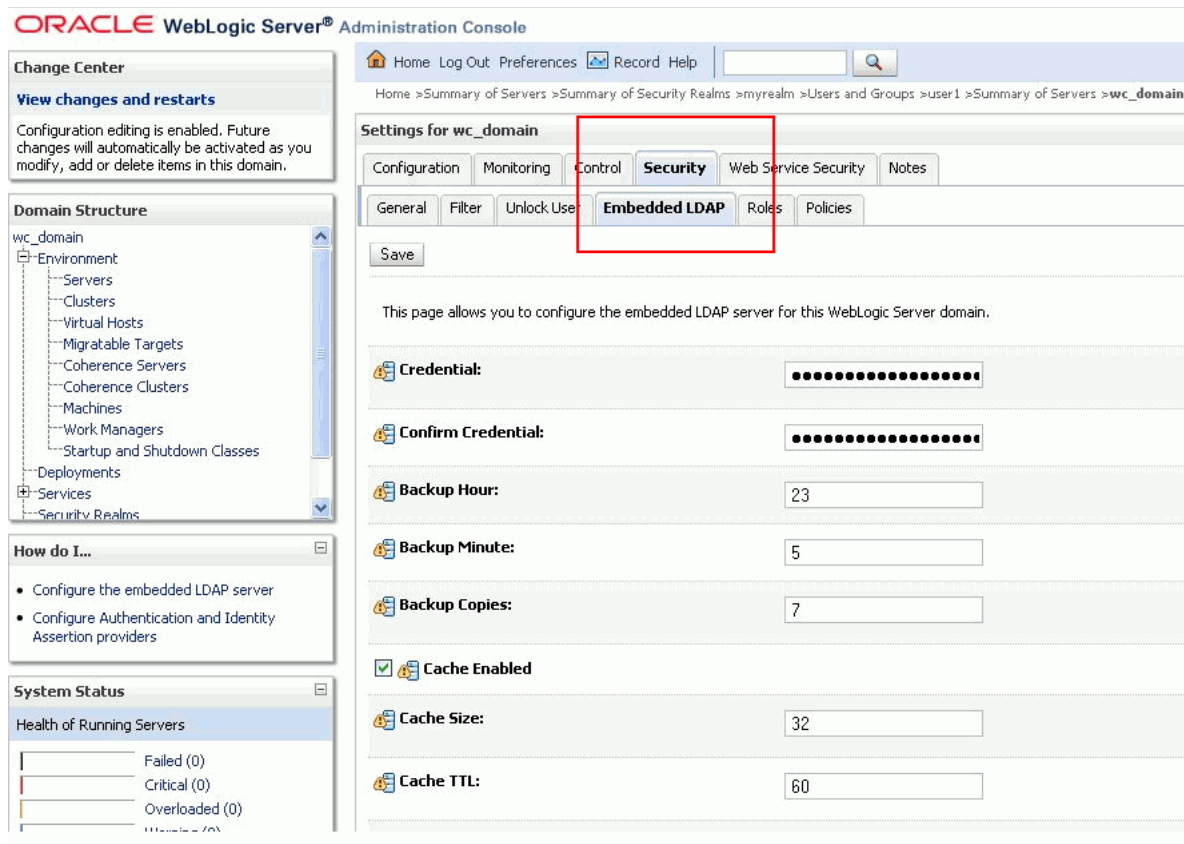 ORACLE WebLogic Server® Administration Console
Change Center
View changes and restarts
Configuration editing is enabled. Future
changes will automatically be activated as you
modify, add or delete items in this domain.
Domain Structure
wc_domain
Environment
Servers
Clusters
Virtual Hosts
Migratable Targets
Coherence Servers
Coherence Clusters
Machines
Work Managers
Startup and Shutdown Classes
Deployments
Services
Security Realms
How do I...
Configure the embedded LDAP server
Configure Authentication and Identity
Assertion providers
System Status
Health of Running Servers
Failed (0)
Critical (0)
Overloaded (0)
Warning (0)
Home Log Out Preferences Record Help
Home >Summary of Servers >Summary of Security Realms >myrealm >Users and Groups >user1 >Summary of Servers >wc_domain
Settings for wc_domain
Configuration Monitoring Control Security Web Service Security Notes
General Filter Unlock User Embedded LDAP Roles Policies
Save
This page allows you to configure the embedded LDAP server for this WebLogic Server domain.
Credential:
Confirm Credential:
Backup Hour: 23
Backup Minute: 5
Backup Copies: 7
Cache Enabled
Cache Size: 32
Cache TTL: 60